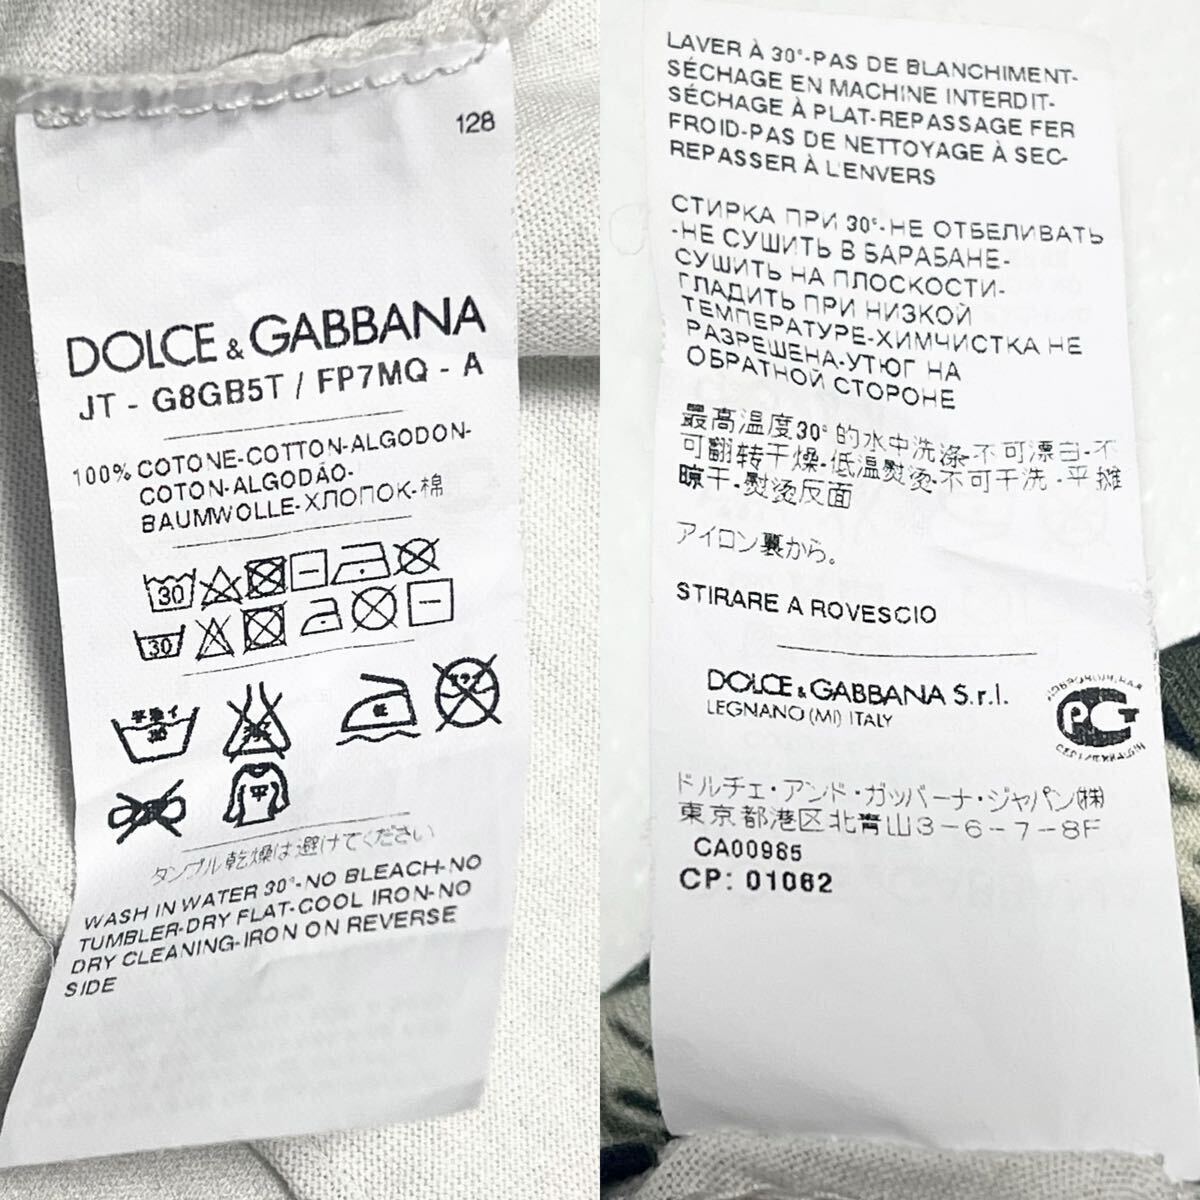 128
DOLCE & GABBANA
JT - G8GB5T / FP7MQ - A
100% COTONE-COTTON-ALGODON-
COTON-ALGODÃO-
BAUMWOLLE-ХЛОПОК-棉
30
30
手洗イ
30
低
平
タンブル乾燥は避けてください
WASH IN WATER 30°-NO BLEACH-NO
TUMBLER-DRY FLAT-COOL IRON-NO
DRY CLEANING-IRON ON REVERSE
SIDE
LAVER À 30°-PAS DE BLANCHIMENT-
SÉCHAGE EN MACHINE INTERDIT-
SÉCHAGE À PLAT-REPASSAGE FER
FROID-PAS DE NETTOYAGE À SEC-
REPASSER À L'ENVERS
СТИРКА ПРИ 30°-НЕ ОТБЕЛИВАТЬ
-НЕ СУШИТЬ В БАРАБАНЕ-
СУШИТЬ НА ПЛОСКОСТИ-
ГЛАДИТЬ ПРИ НИЗКОЙ
ТЕМПЕРАТУРЕ-ХИМЧИСТКА НЕ
РАЗРЕШЕНА-УТЮГ НА
ОБРАТНОЙ СТОРОНЕ
最高温度30°的水中洗涤-不可漂白-不
可翻转干燥-低温熨烫-不可干洗-平摊
晾干-熨烫反面
アイロン裏から。
STIRARE A ROVESCIO
DOLCE & GABBANA S.r.l.
LEGNANO (MI) ITALY
PCT
ドルチェ・アンド・ガッバーナ・ジャパン(株)
東京都港区北青山3-6-7-8F
CA00985
CP: 01062